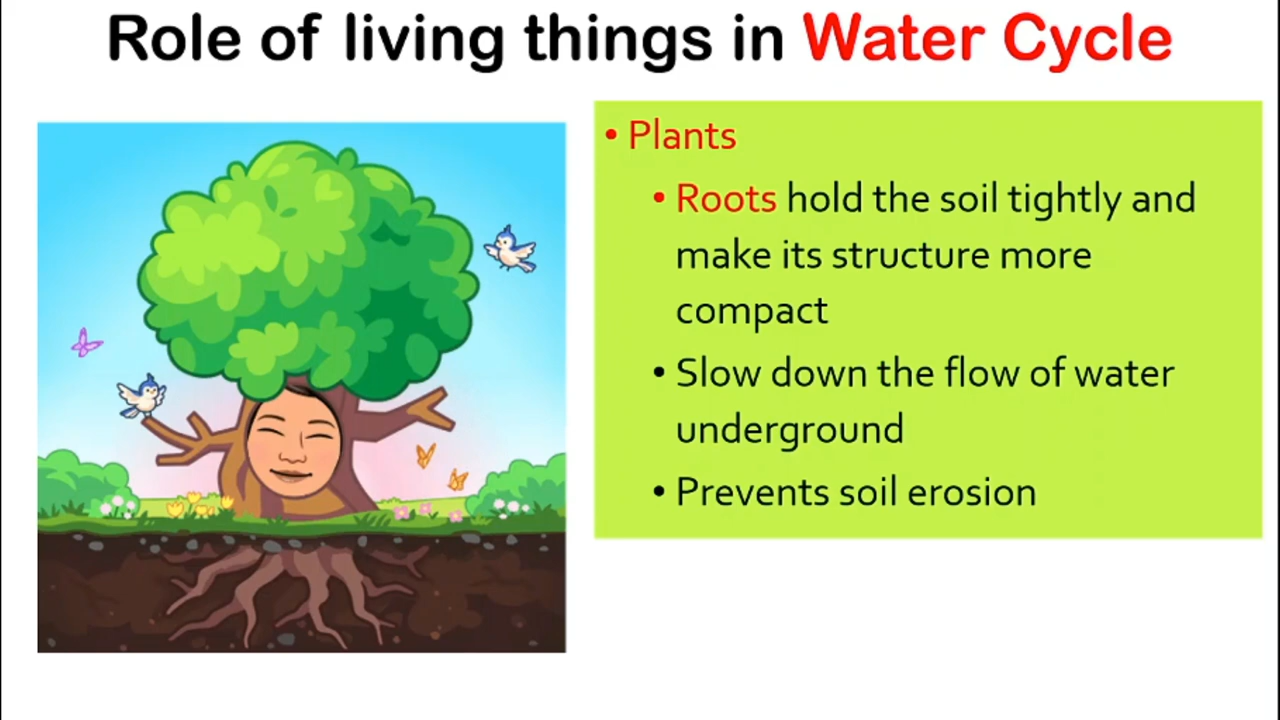 Role of living things in Water Cycle
• Plants
• Roots hold the soil tightly and
make its structure more
compact
• Slow down the flow of water
underground
• Prevents soil erosion